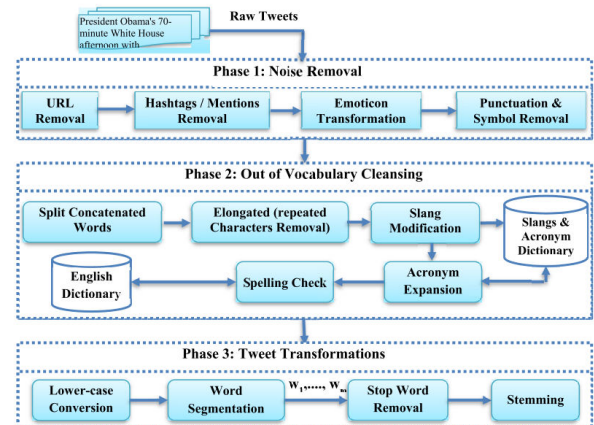 Raw Tweets
President Obama's 70-
minute White House
afternoon with
Phase 1: Noise Removal
URL
Removal
Hashtags / Mentions
Removal
Emoticon
Transformation
Punctuation &
Symbol Removal
Phase 2: Out of Vocabulary Cleansing
Split Concatenated
Words
Elongated (repeated
Characters Removal)
Slang
Modification
Slangs &
Acronym
Dictionary
English
Dictionary
Spelling Check
Acronym
Expansion
Phase 3: Tweet Transformations
Lower-case
Conversion
Word
Segmentation
Stop Word
Removal
Stemming